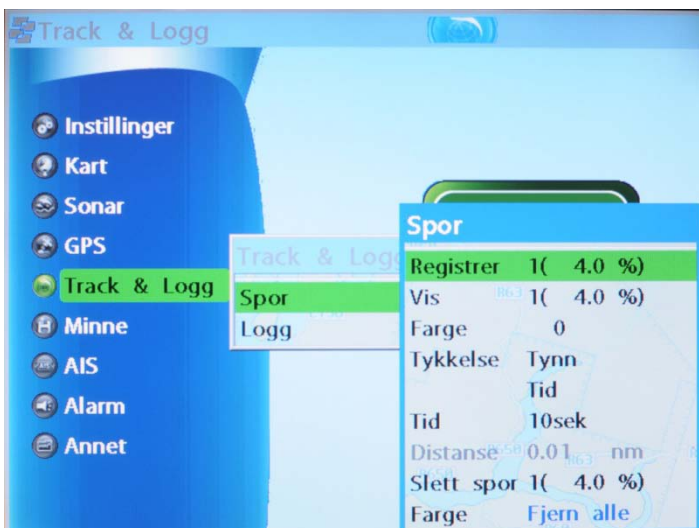 Track & Logg
Instillinger
Kart
Sonar
GPS
Track & Logg
Minne
AIS
Alarm
Annet
Track & Logg
Spor
Logg
Spor
Registrer 1( 4.0 %)
Vis 1( 4.0 %)
Farge 0
Tykkelse Tynn
Tid
Tid 10sek
Distanse 0.01 nm
Slett spor 1( 4.0 %)
Farge Fjern alle